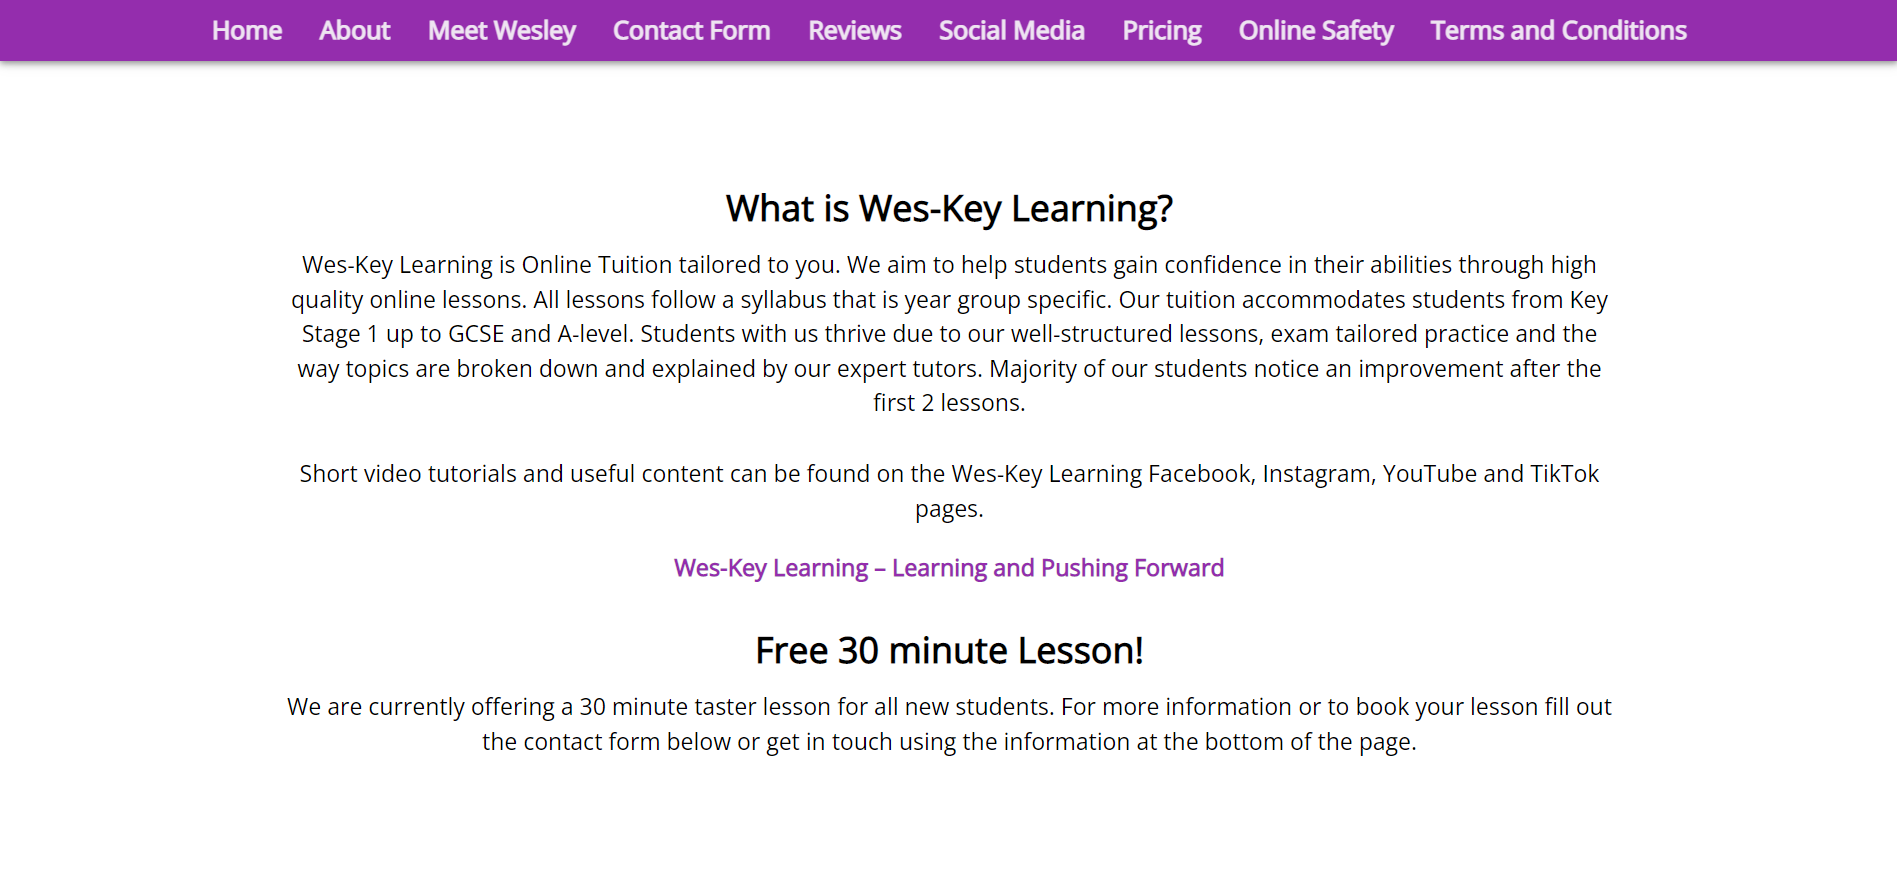 Home About Meet Wesley Contact Form Reviews Social Media Pricing Online Safety Terms and Conditions
What is Wes-Key Learning?
Wes-Key Learning is Online Tuition tailored to you. We aim to help students gain confidence in their abilities through high
quality online lessons. All lessons follow a syllabus that is year group specific. Our tuition accommodates students from Key
Stage 1 up to GCSE and A-level. Students with us thrive due to our well-structured lessons, exam tailored practice and the
way topics are broken down and explained by our expert tutors. Majority of our students notice an improvement after the
first 2 lessons.
Short video tutorials and useful content can be found on the Wes-Key Learning Facebook, Instagram, YouTube and TikTok
pages.
Wes-Key Learning – Learning and Pushing Forward
Free 30 minute Lesson!
We are currently offering a 30 minute taster lesson for all new students. For more information or to book your lesson fill out
the contact form below or get in touch using the information at the bottom of the page.